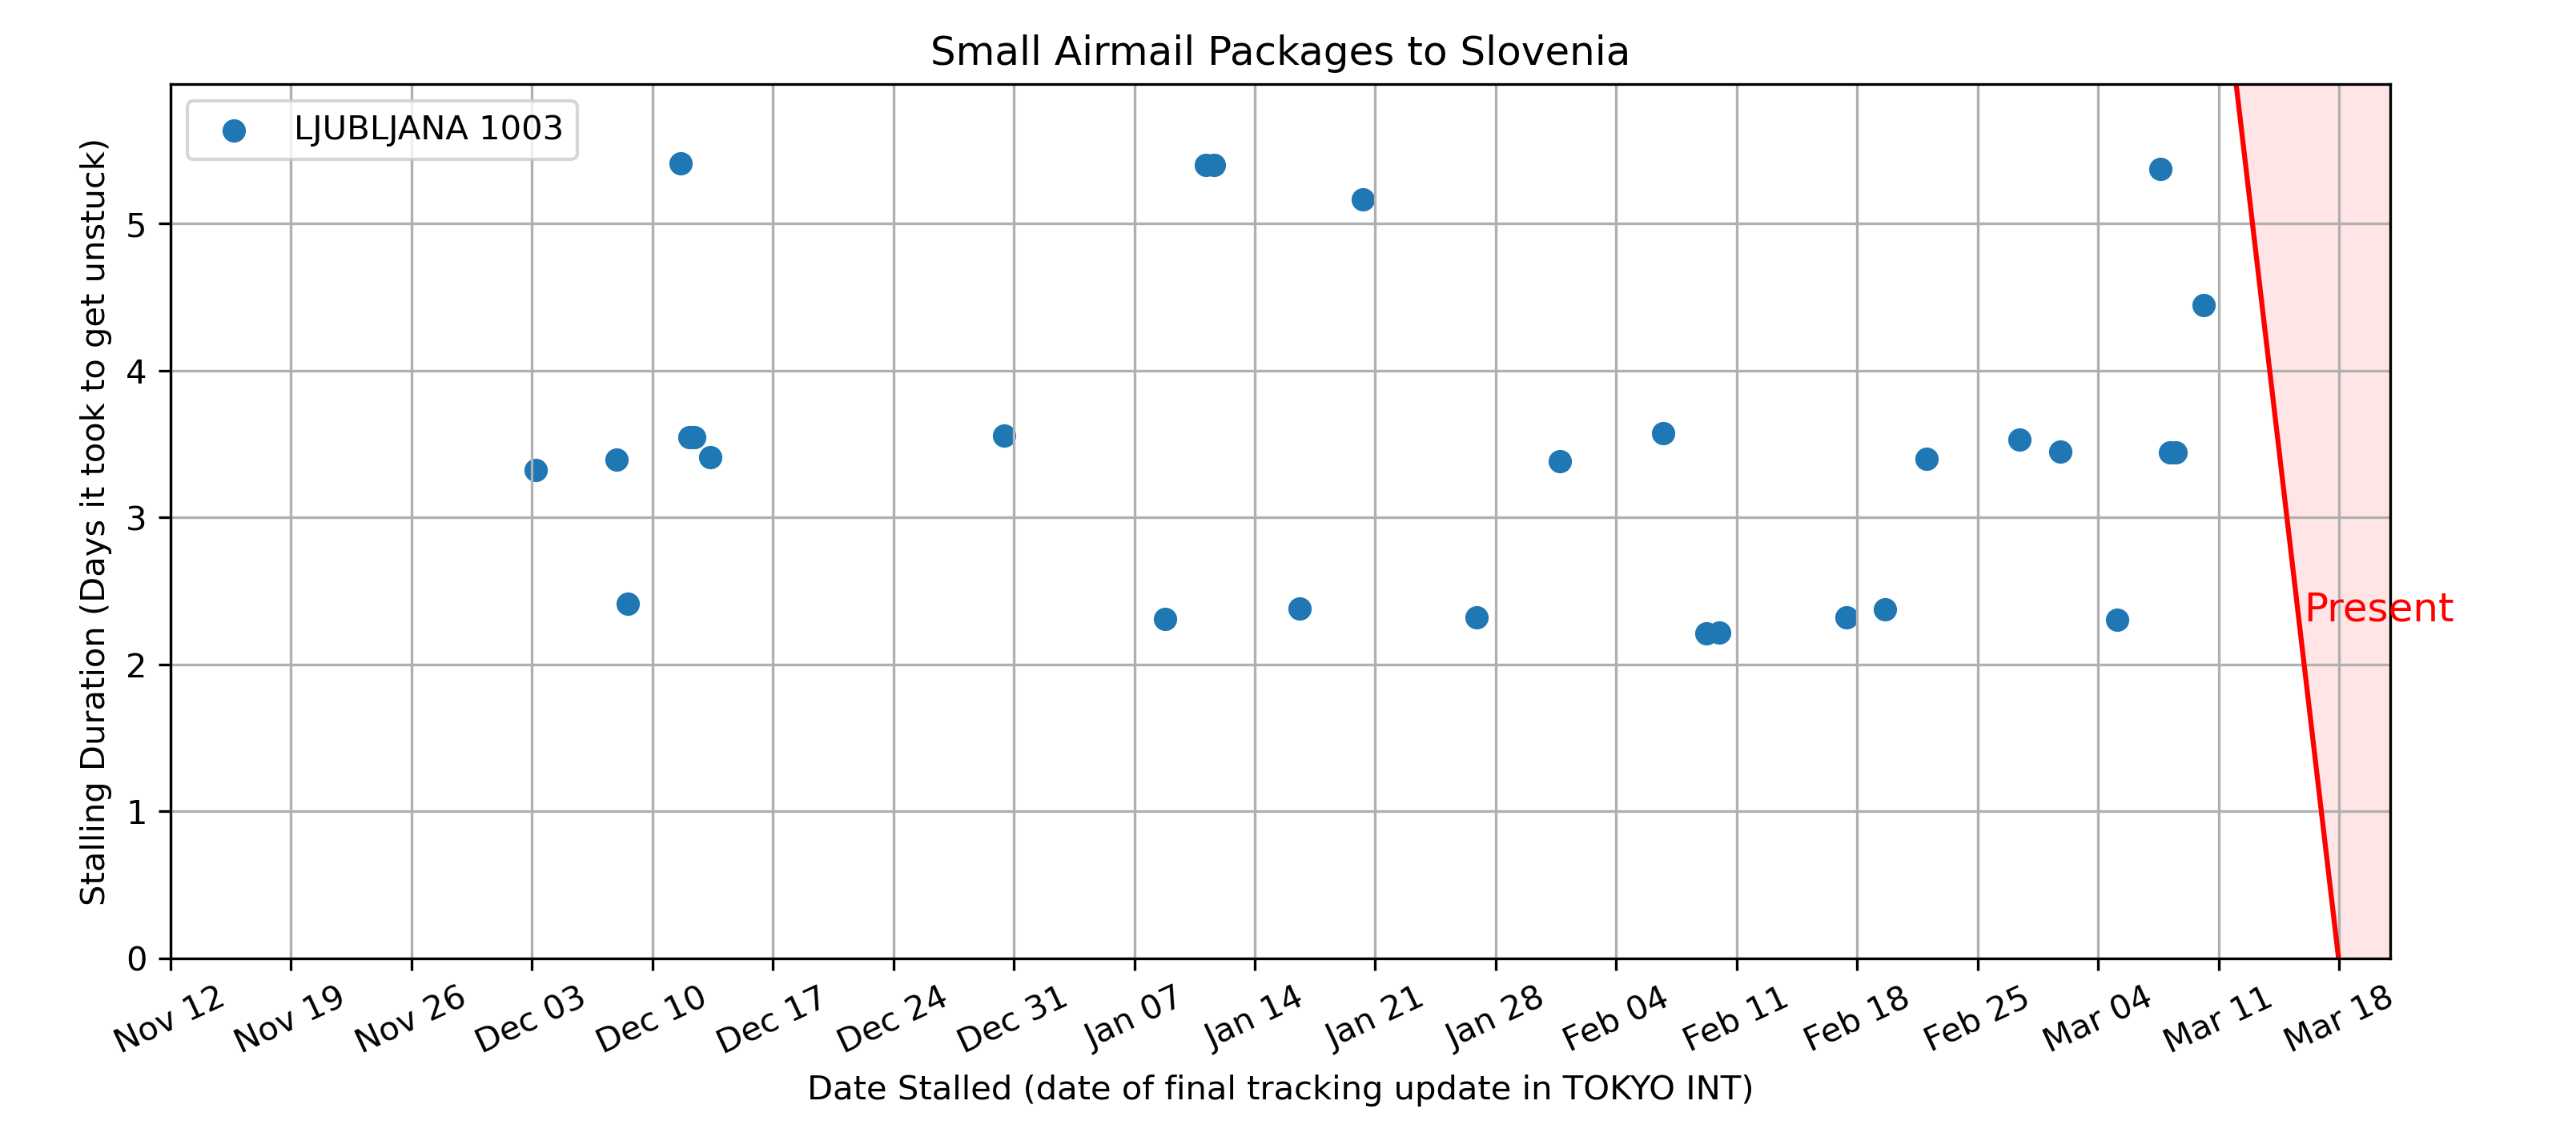 Small Airmail Packages to Slovenia
LJUBLJANA 1003
Stalling Duration (Days it took to get unstuck)
5
4
3
2
1
0
Present
Nov 12
Nov 19
Nov 26
Dec 03
Dec 10
Dec 17
Dec 24
Dec 31
Jan 07
Jan 14
Jan 21
Jan 28
Feb 04
Feb 11
Feb 18
Feb 25
Mar 04
Mar 11
Mar 18
Date Stalled (date of final tracking update in TOKYO INT)